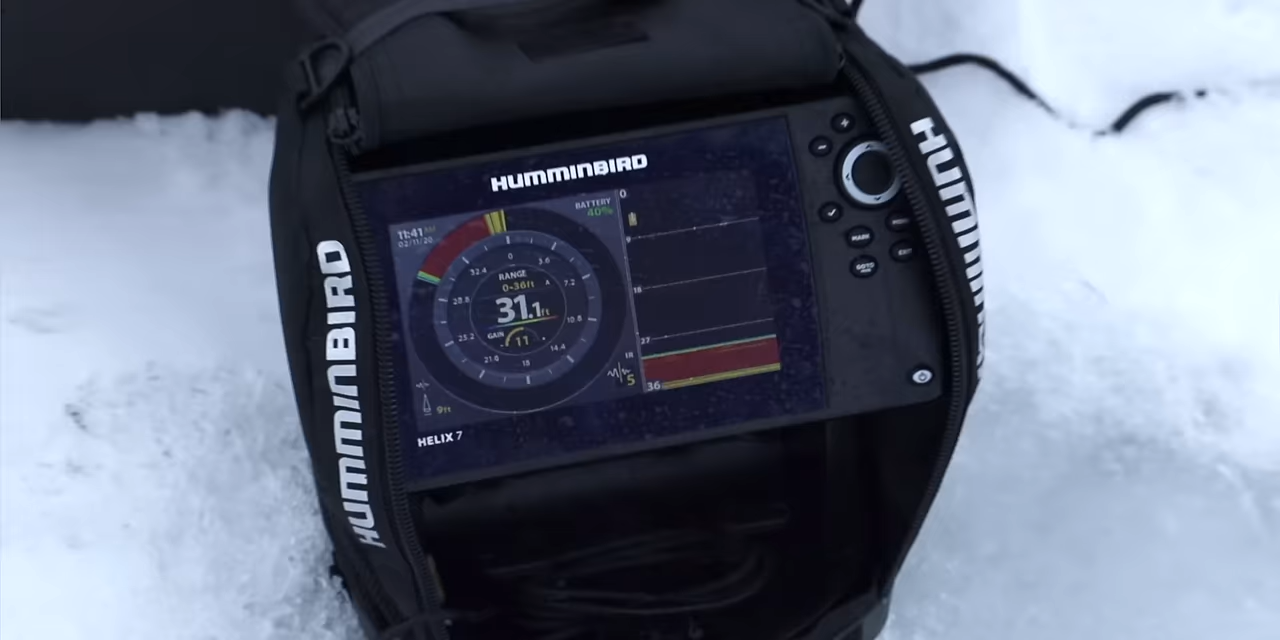 HUMMINBIRD
11:41 AM
02/11/20
BATTERY
40%
0
3.6
7.2
10.8
14.4
18
21.6
25.2
28.8
32.4
RANGE
0-36ft
A
31.1ft
GAIN
11
IR
5
9ft
0
9
18
27
36
HELIX 7
HUMMINBIRD
HUMMINBIRD
+
-
MARK
EXIT
GOTO